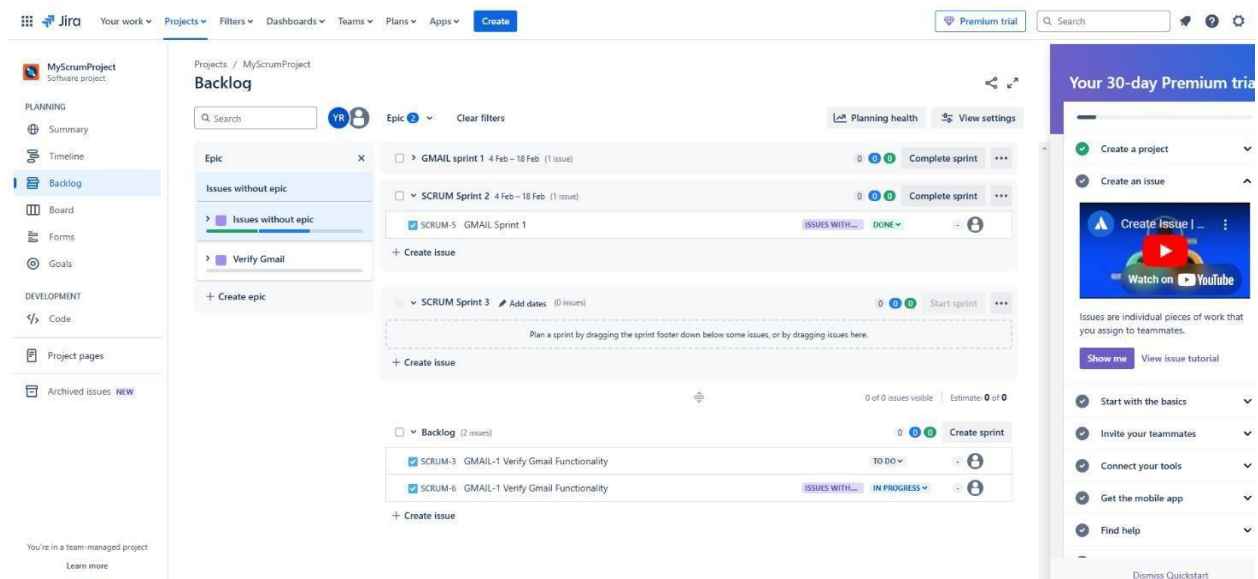 Jira Your work Projects Filters Dashboards Teams Plans Apps Create Premium trial Search
MyScrumProject
Software project
PLANNING
Summary
Timeline
Backlog
Board
Forms
Goals
DEVELOPMENT
Code
Project pages
Archived issues NEW
You're in a team-managed project
Learn more
Projects / MyScrumProject
Backlog
Search YR Epic 2 Clear filters Planning health View settings
Epic
Issues without epic
Issues without epic
Verify Gmail
+ Create epic
GMAIL sprint 1 4 Feb – 18 Feb (1 issue) 0 0 0 Complete sprint
SCRUM Sprint 2 4 Feb – 18 Feb (1 issue) 0 0 0 Complete sprint
SCRUM-5 GMAIL Sprint 1 ISSUES WITH... DONE -
+ Create issue
SCRUM Sprint 3 Add dates (0 issues) 0 0 0 Start sprint
Plan a sprint by dragging the sprint footer down below some issues, or by dragging issues here.
+ Create issue
0 of 0 issues visible Estimate: 0 of 0
Backlog (2 issues) 0 0 0 Create sprint
SCRUM-3 GMAIL-1 Verify Gmail Functionality TO DO -
SCRUM-6 GMAIL-1 Verify Gmail Functionality ISSUES WITH... IN PROGRESS -
+ Create issue
Your 30-day Premium tria
Create a project
Create an issue
Create Issue | ...
Watch on YouTube
Issues are individual pieces of work that
you assign to teammates.
Show me View issue tutorial
Start with the basics
Invite your teammates
Connect your tools
Get the mobile app
Find help
Dismiss Quickstart